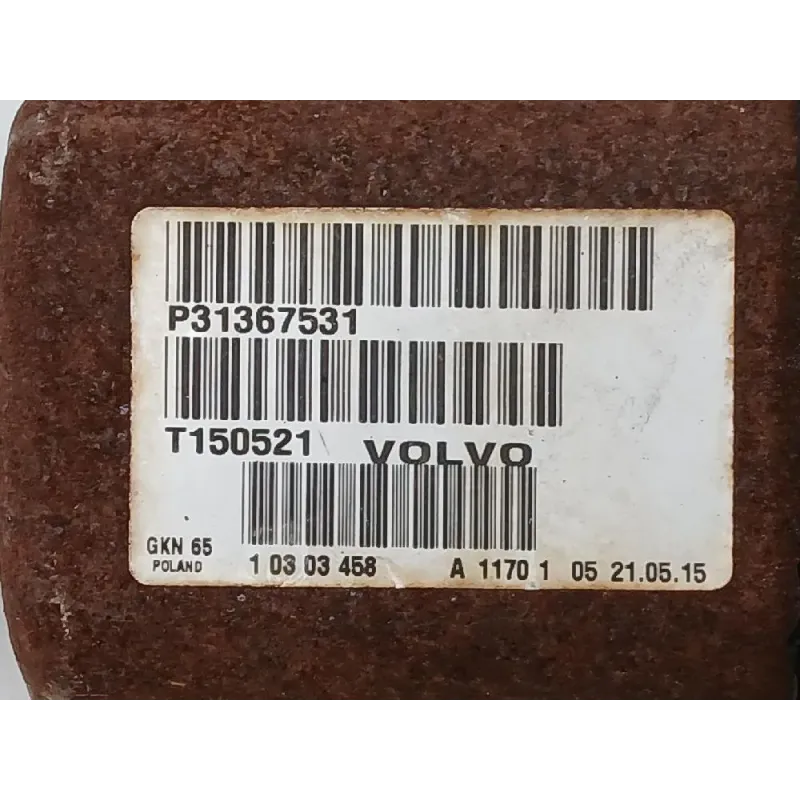 P31367531
T150521 VOLVO
GKN 65
POLAND
1 03 03 458 A 1170 1 05 21.05.15